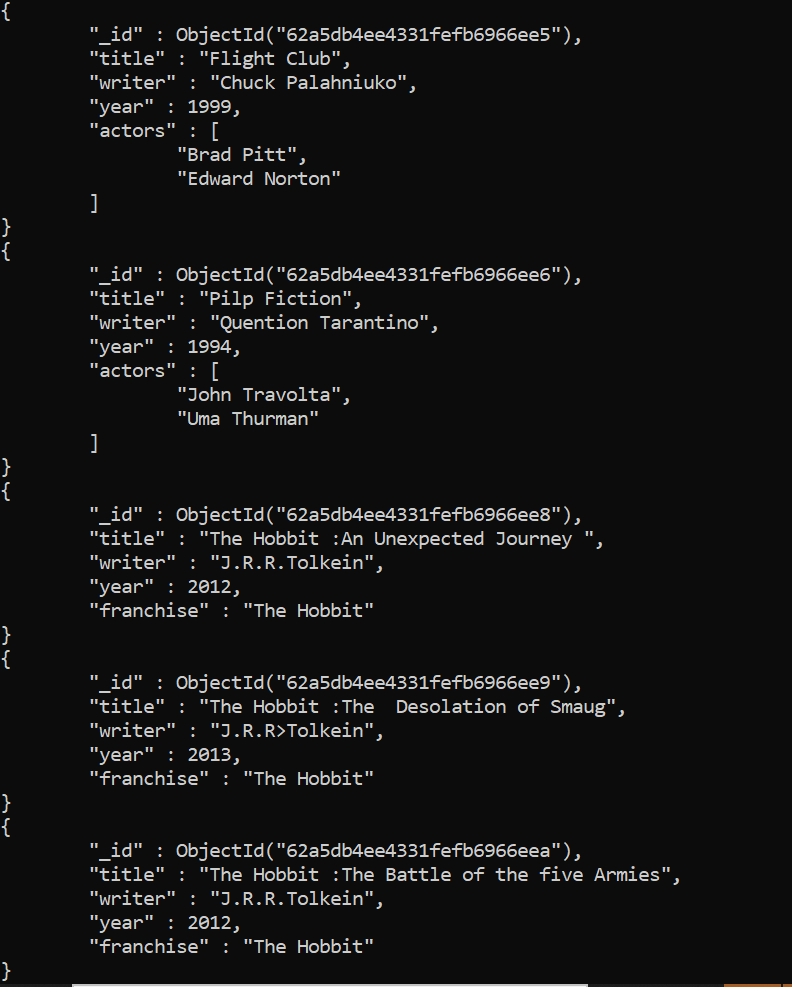 {
"_id" : ObjectId("62a5db4ee4331fefb6966ee5"),
"title" : "Flight Club",
"writer" : "Chuck Palahniuko",
"year" : 1999,
"actors" : [
"Brad Pitt",
"Edward Norton"
]
}
{
"_id" : ObjectId("62a5db4ee4331fefb6966ee6"),
"title" : "Pilp Fiction",
"writer" : "Quention Tarantino",
"year" : 1994,
"actors" : [
"John Travolta",
"Uma Thurman"
]
}
{
"_id" : ObjectId("62a5db4ee4331fefb6966ee8"),
"title" : "The Hobbit :An Unexpected Journey ",
"writer" : "J.R.R.Tolkein",
"year" : 2012,
"franchise" : "The Hobbit"
}
{
"_id" : ObjectId("62a5db4ee4331fefb6966ee9"),
"title" : "The Hobbit :The  Desolation of Smaug",
"writer" : "J.R.R>Tolkein",
"year" : 2013,
"franchise" : "The Hobbit"
}
{
"_id" : ObjectId("62a5db4ee4331fefb6966eea"),
"title" : "The Hobbit :The Battle of the five Armies",
"writer" : "J.R.R.Tolkein",
"year" : 2012,
"franchise" : "The Hobbit"
}